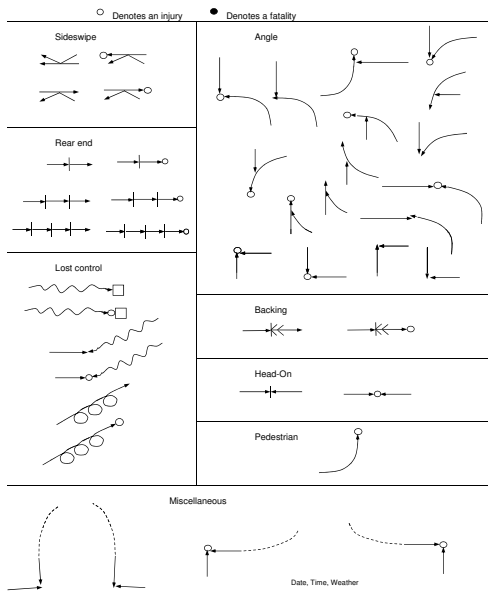 Denotes an injury
Denotes a fatality
Sideswipe
Angle
Rear end
Lost control
Backing
Head-On
Pedestrian
Miscellaneous
Date, Time, Weather